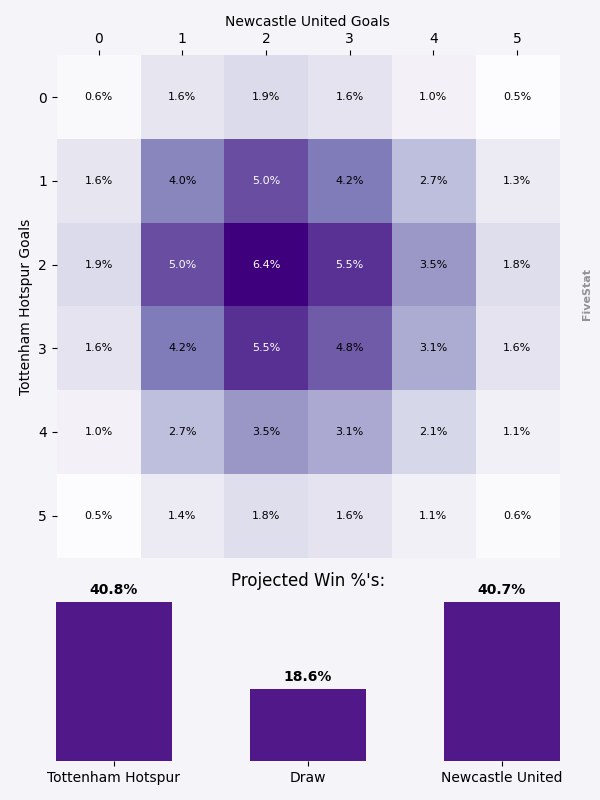 Newcastle United Goals
0 1 2 3 4 5
0 0.6% 1.6% 1.9% 1.6% 1.0% 0.5%
1 1.6% 4.0% 5.0% 4.2% 2.7% 1.3%
2 1.9% 5.0% 6.4% 5.5% 3.5% 1.8%
3 1.6% 4.2% 5.5% 4.8% 3.1% 1.6%
4 1.0% 2.7% 3.5% 3.1% 2.1% 1.1%
5 0.5% 1.4% 1.8% 1.6% 1.1% 0.6%
Tottenham Hotspur Goals
FiveStat
Projected Win %'s:
40.8% 18.6% 40.7%
Tottenham Hotspur Draw Newcastle United